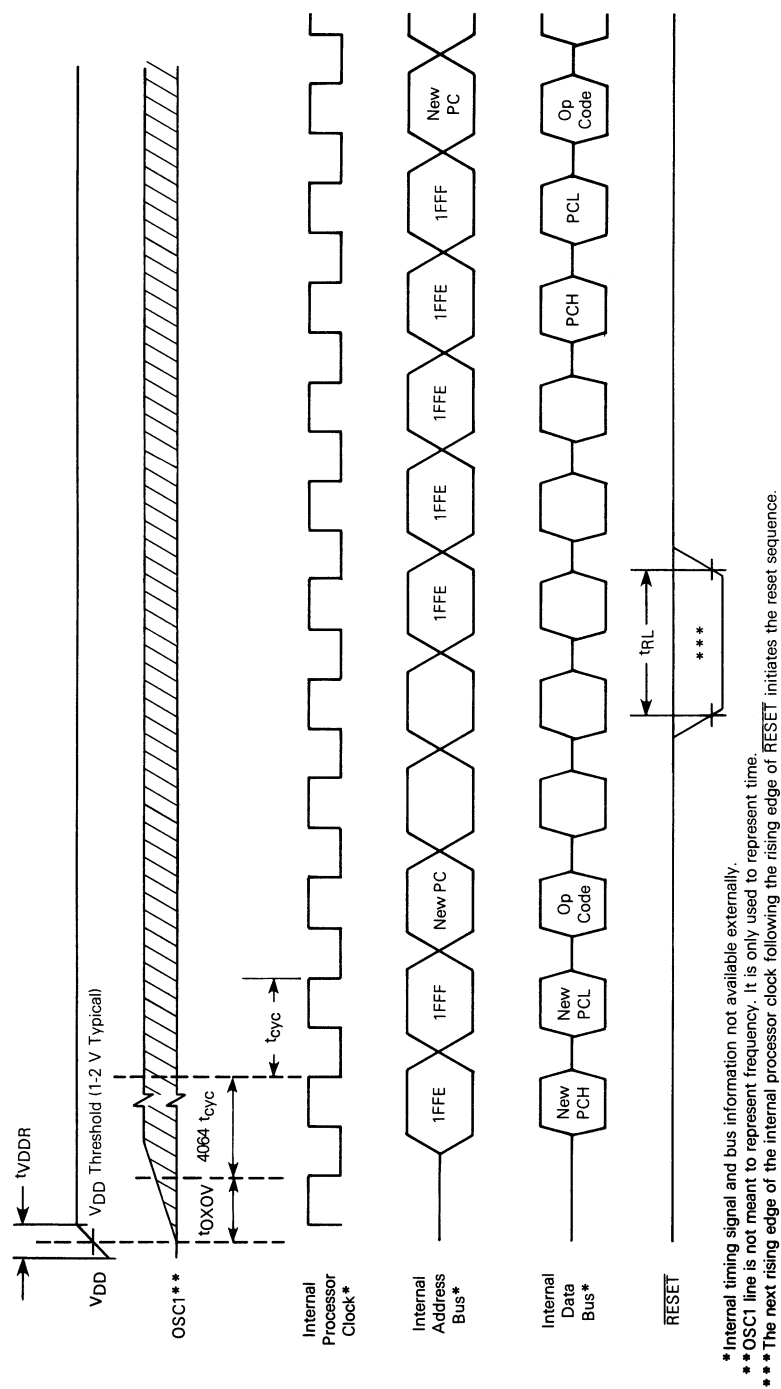 tVDDR
VDD
VDD Threshold (1-2 V Typical)
OSC1**
tOXOV
4064 tcyc
tcyc
Internal
Processor
Clock*
Internal
Address
Bus*
1FFE
1FFF
New PC
1FFE
1FFE
1FFE
1FFE
1FFF
New
PC
Internal
Data
Bus*
New
PCH
New
PCL
Op
Code
PCH
PCL
Op
Code
RESET
tRL
***
*Internal timing signal and bus information not available externally.
**OSC1 line is not meant to represent frequency. It is only used to represent time.
***The next rising edge of the internal processor clock following the rising edge of RESET initiates the reset sequence.